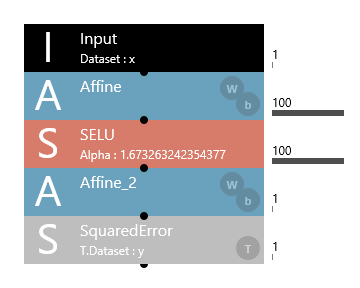 I Input 1
Dataset : x
A Affine W b 100
S SELU 100
Alpha : 1.673263242354377
A Affine_2 W b 1
S SquaredError T 1
T.Dataset : y